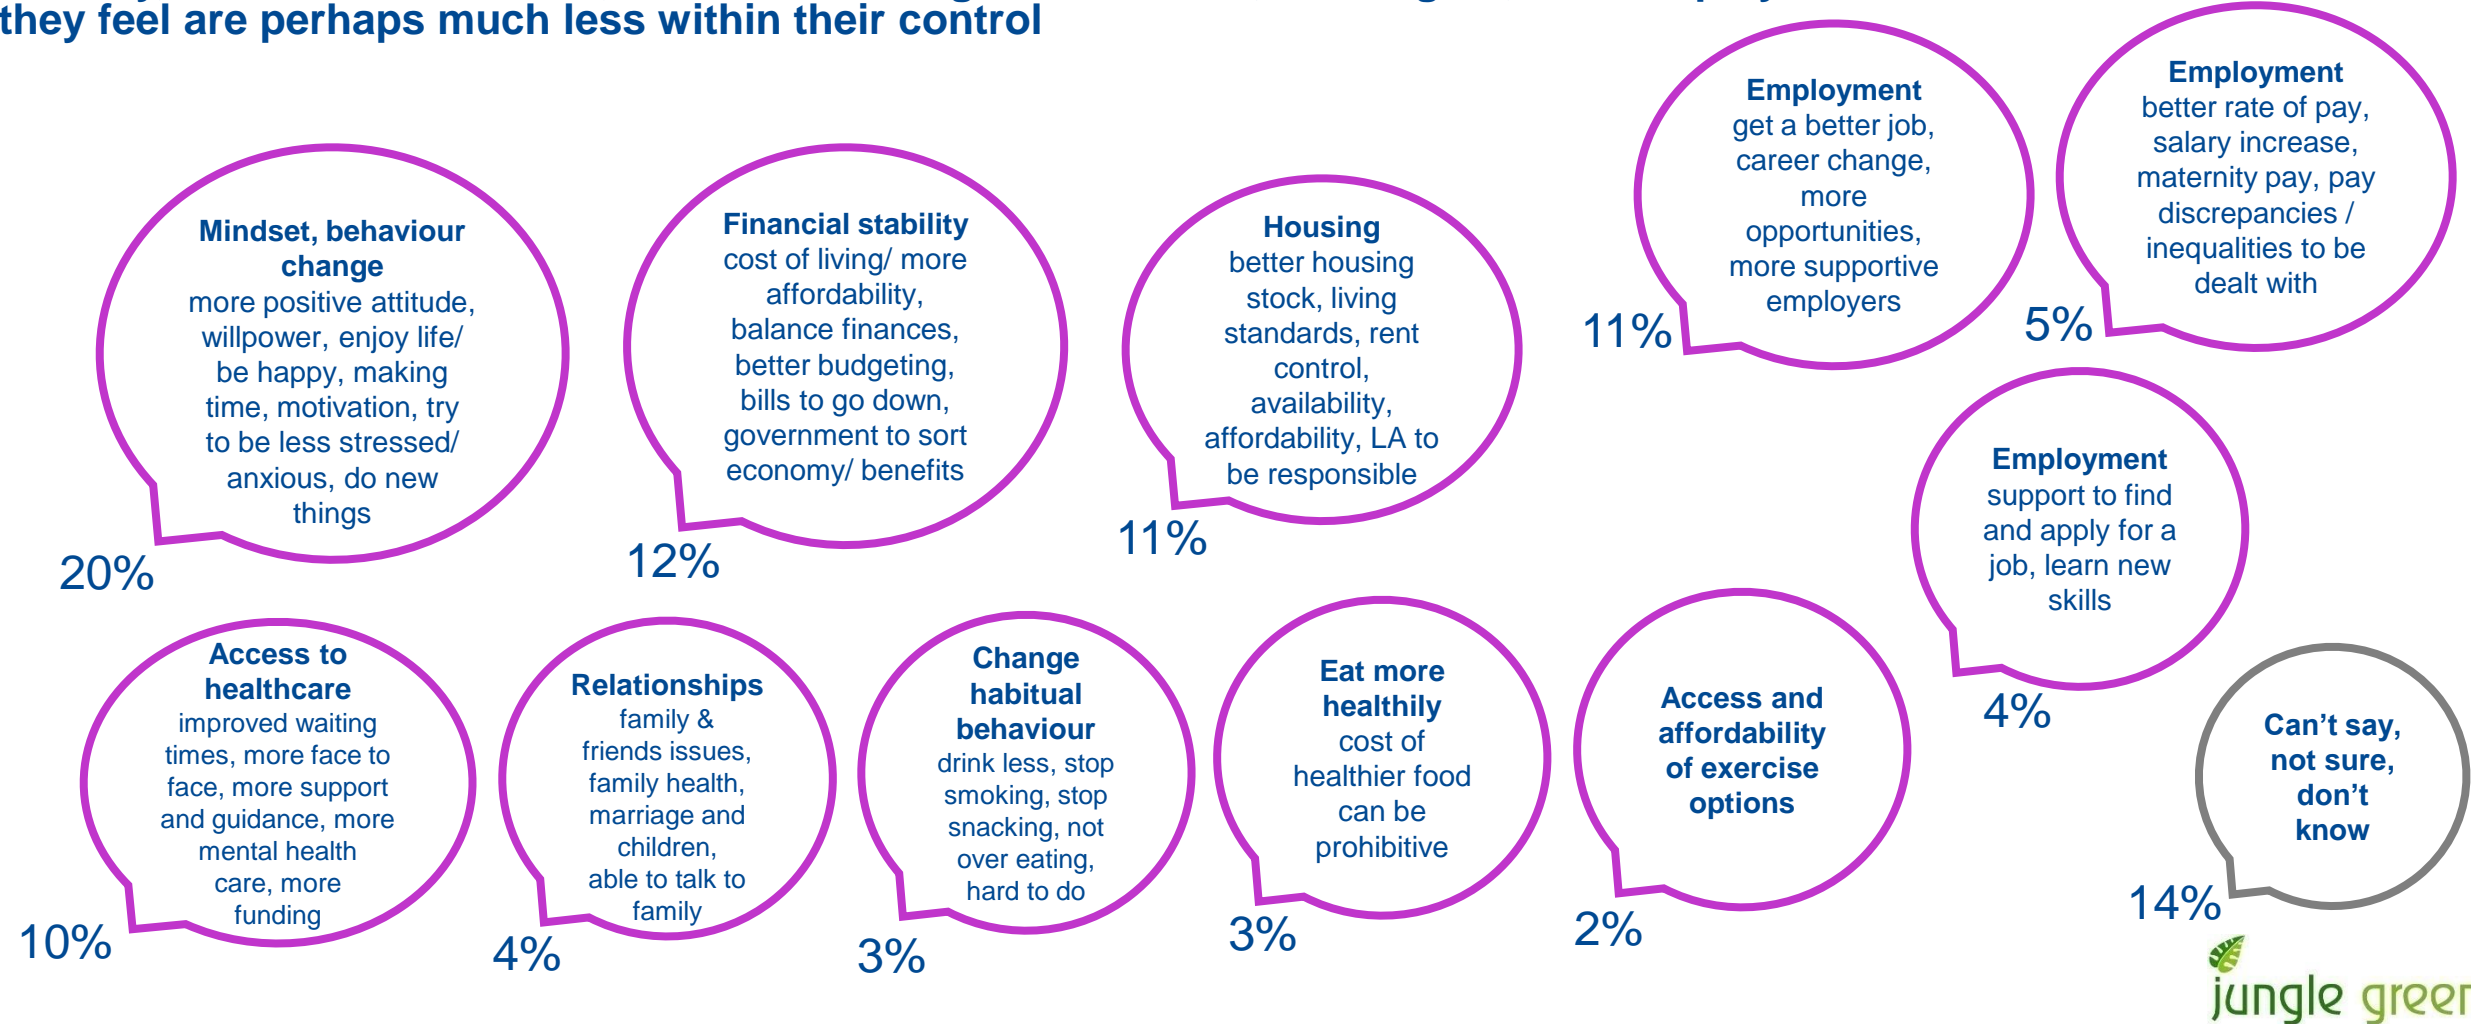 they feel are perhaps much less within their control
Employment
get a better job,
career change,
more
opportunities,
more supportive
employers
11%
Employment
better rate of pay,
salary increase,
maternity pay, pay
discrepancies /
inequalities to be
dealt with
5%
Mindset, behaviour
change
more positive attitude,
willpower, enjoy life/
be happy, making
time, motivation, try
to be less stressed/
anxious, do new
things
20%
Financial stability
cost of living/ more
affordability,
balance finances,
better budgeting,
bills to go down,
government to sort
economy/ benefits
12%
Housing
better housing
stock, living
standards, rent
control,
availability,
affordability, LA to
be responsible
11%
Employment
support to find
and apply for a
job, learn new
skills
4%
Access to
healthcare
improved waiting
times, more face to
face, more support
and guidance, more
mental health
care, more
funding
10%
Relationships
family &
friends issues,
family health,
marriage and
children,
able to talk to
family
4%
Change
habitual
behaviour
drink less, stop
smoking, stop
snacking, not
over eating,
hard to do
3%
Eat more
healthily
cost of
healthier food
can be
prohibitive
3%
Access and
affordability
of exercise
options
2%
Can't say,
not sure,
don't
know
14%
jungle green